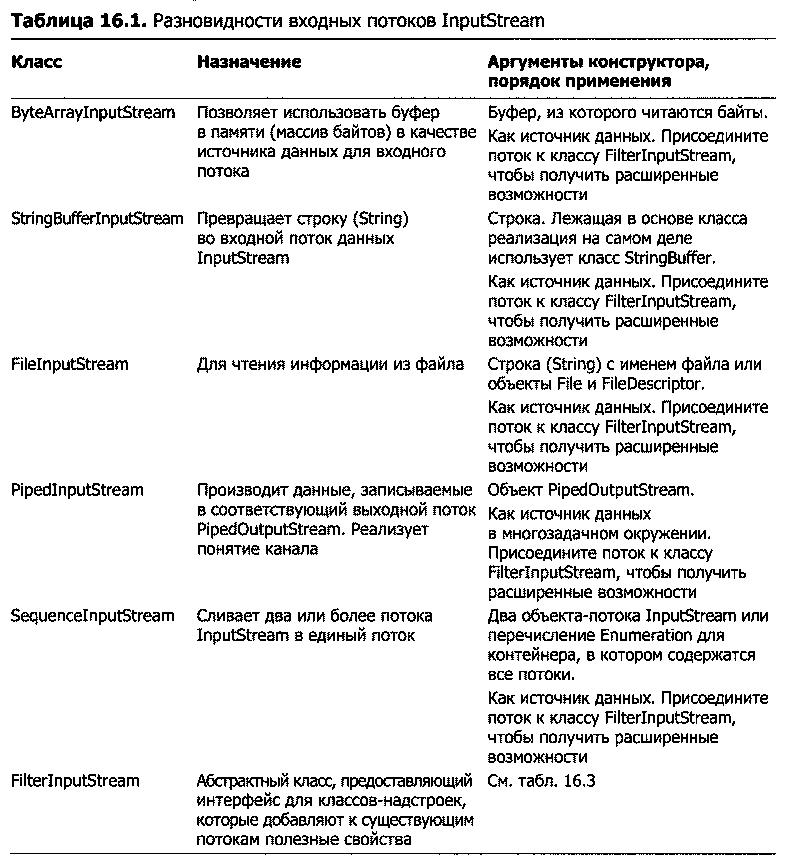 Таблица 16.1. Разновидности входных потоков InputStream
Класс
Назначение
Аргументы конструктора,
порядок применения
ByteArrayInputStream
Позволяет использовать буфер
в памяти (массив байтов) в качестве
источника данных для входного
потока
Буфер, из которого читаются байты.
Как источник данных. Присоедините
поток к классу FilterInputStream,
чтобы получить расширенные
возможности
StringBufferInputStream
Превращает строку (String)
во входной поток данных
InputStream
Строка. Лежащая в основе класса
реализация на самом деле
использует класс StringBuffer.
Как источник данных. Присоедините
поток к классу FilterInputStream,
чтобы получить расширенные
возможности
FileInputStream
Для чтения информации из файла
Строка (String) с именем файла или
объекты File и FileDescriptor.
Как источник данных. Присоедините
поток к классу FilterInputStream,
чтобы получить расширенные
возможности
PipedInputStream
Производит данные, записываемые
в соответствующий выходной поток
PipedOutputStream. Реализует
понятие канала
Объект PipedOutputStream.
Как источник данных
в многозадачном окружении.
Присоедините поток к классу
FilterInputStream, чтобы получить
расширенные возможности
SequenceInputStream
Сливает два или более потока
InputStream в единый поток
Два объекта-потока InputStream или
перечисление Enumeration для
контейнера, в котором содержатся
все потоки.
Как источник данных. Присоедините
поток к классу FilterInputStream,
чтобы получить расширенные
возможности
FilterInputStream
Абстрактный класс, предоставляющий
интерфейс для классов-надстроек,
которые добавляют к существующим
потокам полезные свойства
См. табл. 16.3